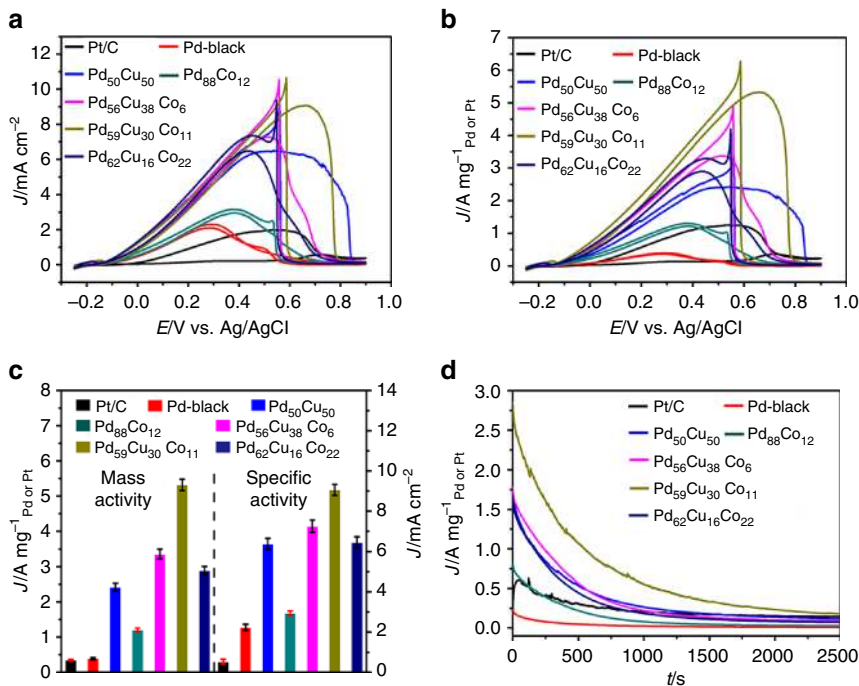 a
J/mA cm⁻²
12
10
8
6
4
2
0
Pt/C Pd-black
Pd₅₀Cu₅₀ Pd₈₈Co₁₂
Pd₅₆Cu₃₈ Co₆
Pd₅₉Cu₃₀ Co₁₁
Pd₆₂Cu₁₆ Co₂₂
–0.2 0.0 0.2 0.4 0.6 0.8 1.0
E/V vs. Ag/AgCl
b
J/A mg⁻¹ Pd or Pt
7
6
5
4
3
2
1
0
Pt/C Pd-black
Pd₅₀Cu₅₀ Pd₈₈Co₁₂
Pd₅₆Cu₃₈ Co₆
Pd₅₉Cu₃₀ Co₁₁
Pd₆₂Cu₁₆Co₂₂
–0.2 0.0 0.2 0.4 0.6 0.8 1.0
E/V vs. Ag/AgCl
c
J/A mg⁻¹ Pd or Pt
8
7
6
5
4
3
2
1
0
Pt/C Pd-black Pd₅₀Cu₅₀
Pd₈₈Co₁₂ Pd₅₆Cu₃₈ Co₆
Pd₅₉Cu₃₀ Co₁₁ Pd₆₂Cu₁₆ Co₂₂
Mass Specific
activity activity
14
12
10
8
6
4
2
0
J/mA cm⁻²
d
J/A mg⁻¹ Pd or Pt
3.0
2.5
2.0
1.5
1.0
0.5
0.0
Pt/C Pd-black
Pd₅₀Cu₅₀ Pd₈₈Co₁₂
Pd₅₆Cu₃₈ Co₆
Pd₅₉Cu₃₀ Co₁₁
Pd₆₂Cu₁₆Co₂₂
0 500 1000 1500 2000 2500
t/s